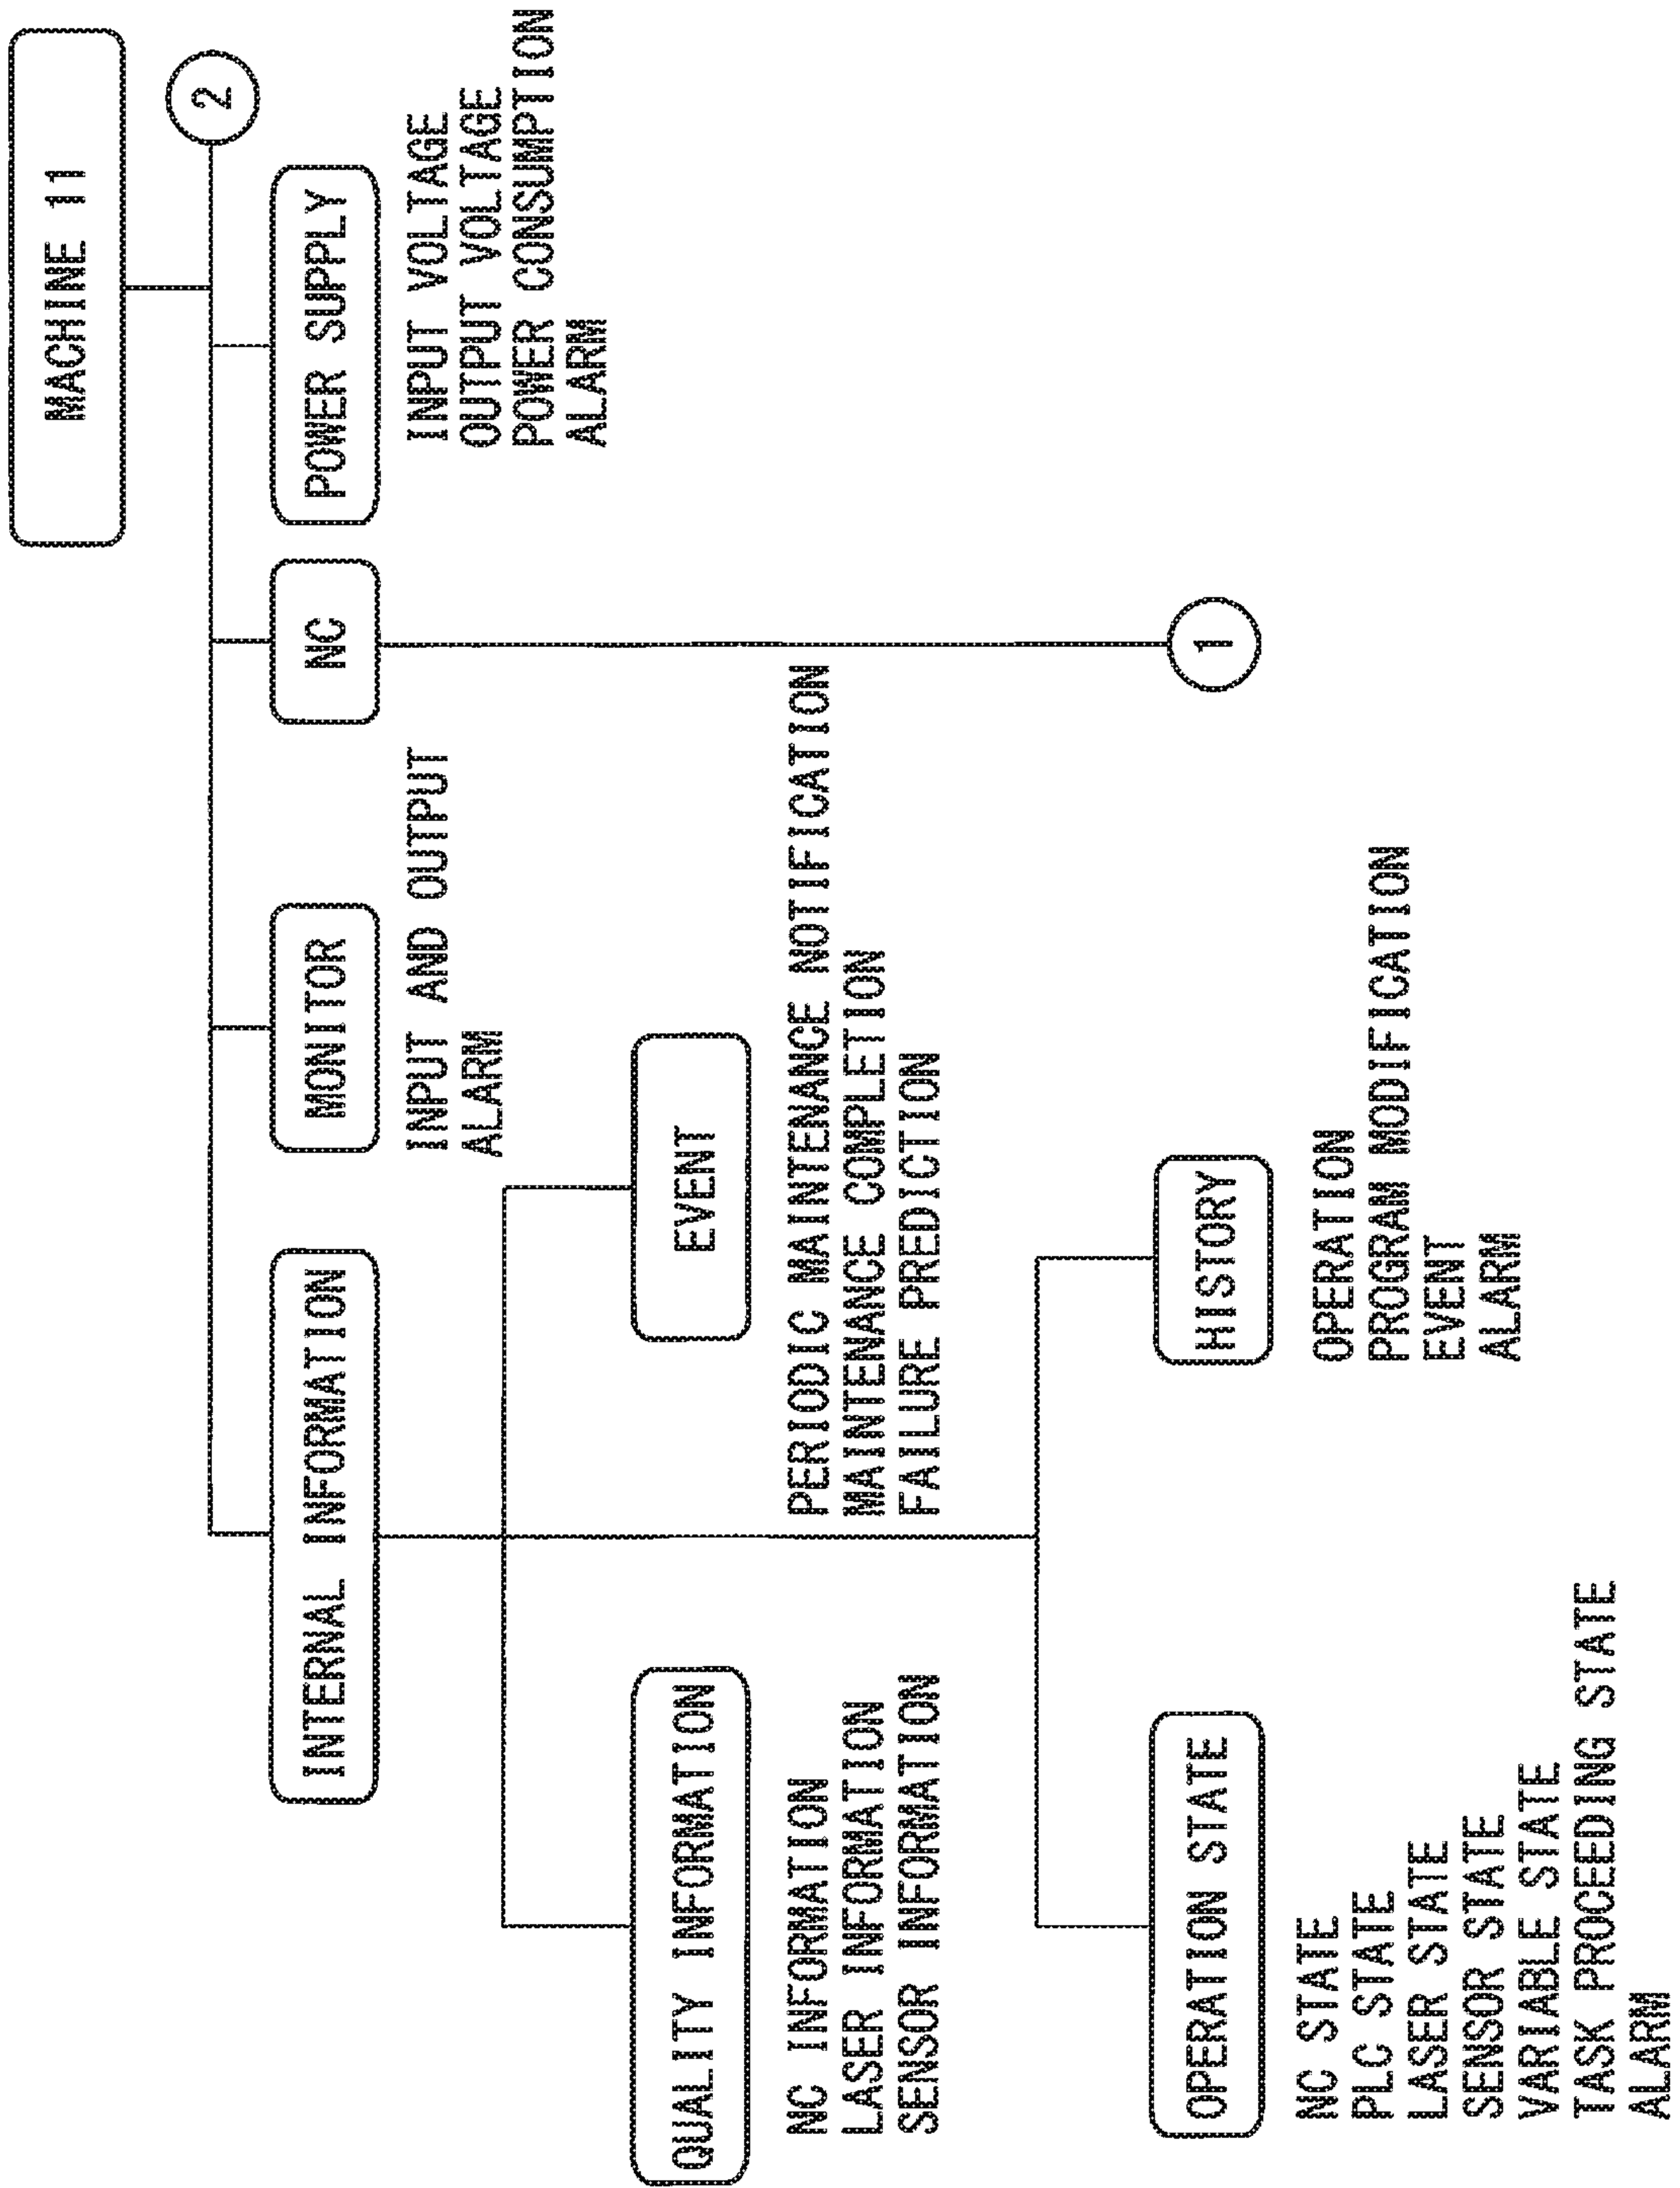 MACHINE 11
2
INTERNAL INFORMATION
MONITOR
NC
POWER SUPPLY
INPUT AND OUTPUT
ALARM
INPUT VOLTAGE
OUTPUT VOLTAGE
POWER CONSUMPTION
ALARM
QUALITY INFORMATION
EVENT
NC INFORMATION
LASER INFORMATION
SENSOR INFORMATION
PERIODIC MAINTENANCE NOTIFICATION
MAINTENANCE COMPLETION
FAILURE PREDICTION
OPERATION STATE
HISTORY
1
NC STATE
PLC STATE
LASER STATE
SENSOR STATE
VARIABLE STATE
TASK PROCEEDING STATE
ALARM
OPERATION
PROGRAM MODIFICATION
EVENT
ALARM